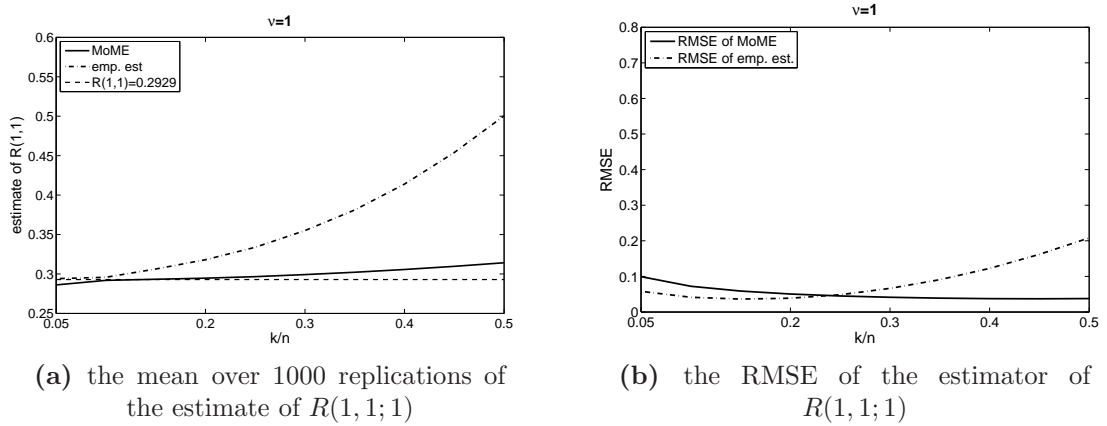 ν=1
0.6
0.55
0.5
0.45
0.4
0.35
0.3
0.25
estimate of R(1,1)
MoME
emp. est
R(1,1)=0.2929
0.05 0.2 0.3 0.4 0.5
k/n
(a) the mean over 1000 replications of
the estimate of R(1, 1; 1)
ν=1
0.8
0.7
0.6
0.5
0.4
0.3
0.2
0.1
0
RMSE
RMSE of MoME
RMSE of emp. est.
0.05 0.2 0.3 0.4 0.5
k/n
(b) the RMSE of the estimator of
R(1, 1; 1)